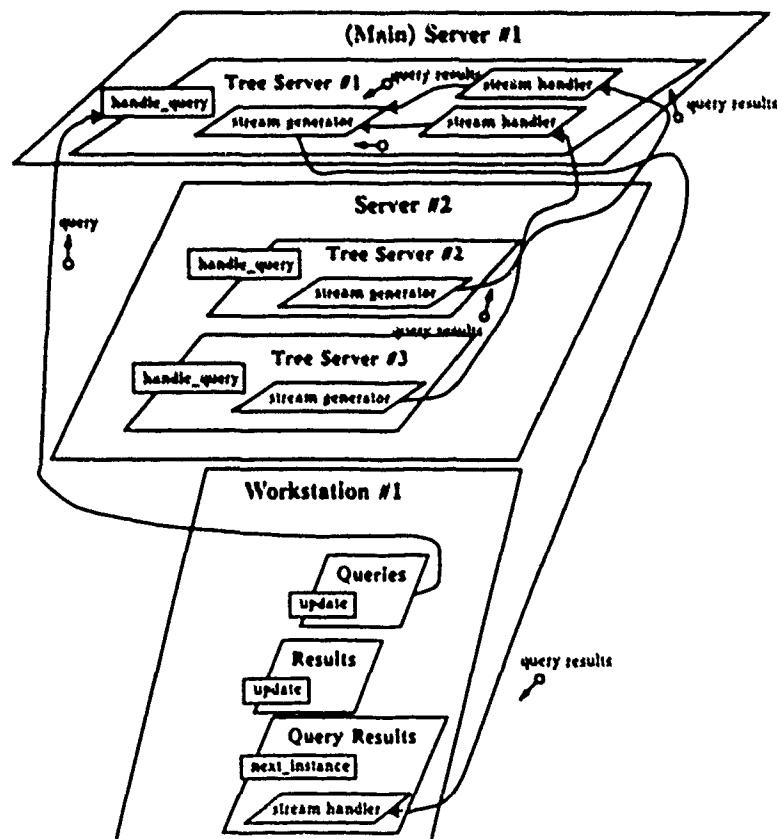 (Main) Server #1
Tree Server #1
query results
stream handler
handle_query
stream generator
stream handler
query results
Server #2
query
Tree Server #2
handle_query
stream generator
query results
Tree Server #3
handle_query
stream generator
Workstation #1
Queries
update
Results
update
query results
Query Results
next_instance
stream handler